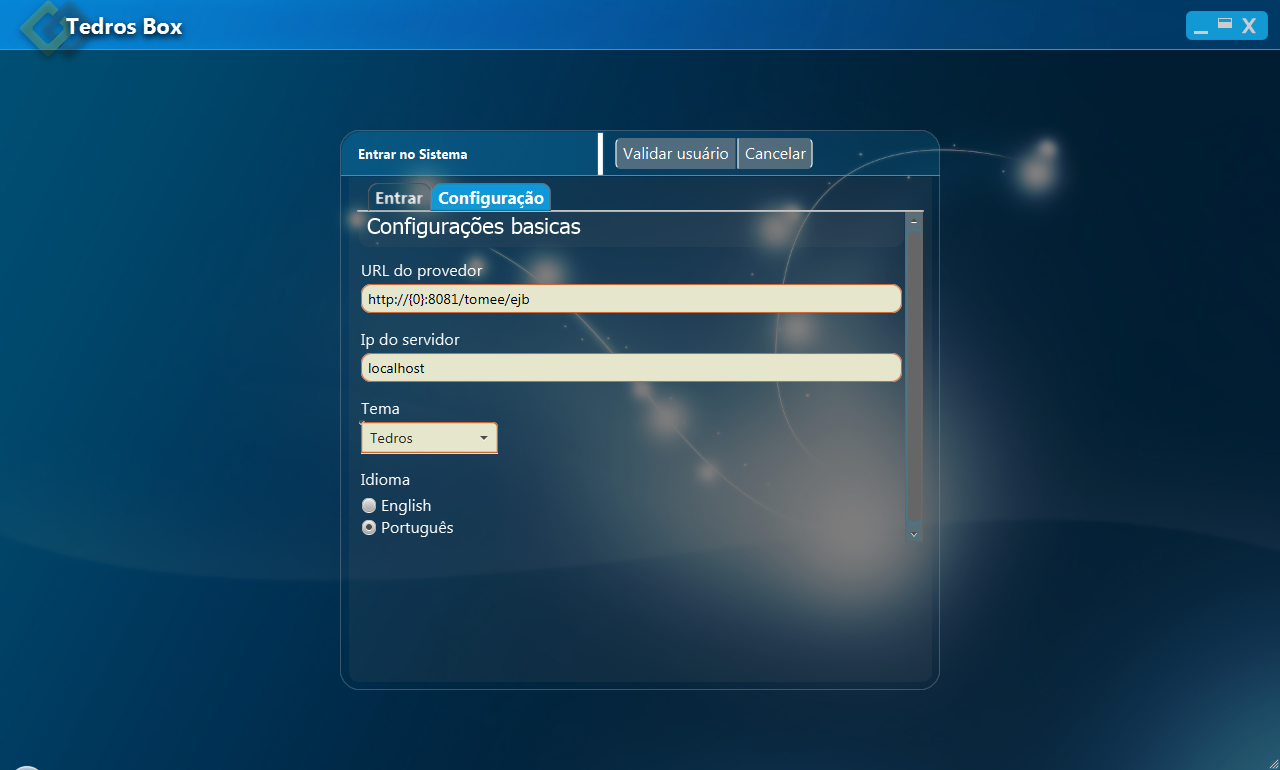 Tedros Box
Entrar no Sistema
Validar usuário
Cancelar
Entrar
Configuração
Configurações basicas
URL do provedor
http://{0}:8081/tomee/ejb
Ip do servidor
localhost
Tema
Tedros
Idioma
English
Português